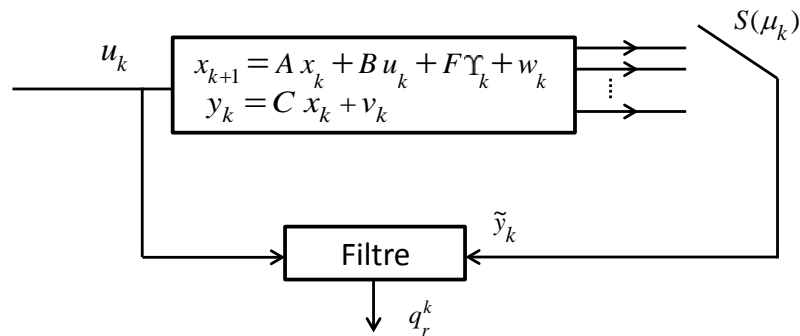 S(μ_k)
u_k
x_{k+1} = A x_k + B u_k + F ϒ_k + w_k
y_k = C x_k + v_k
ỹ_k
Filtre
q_r^k